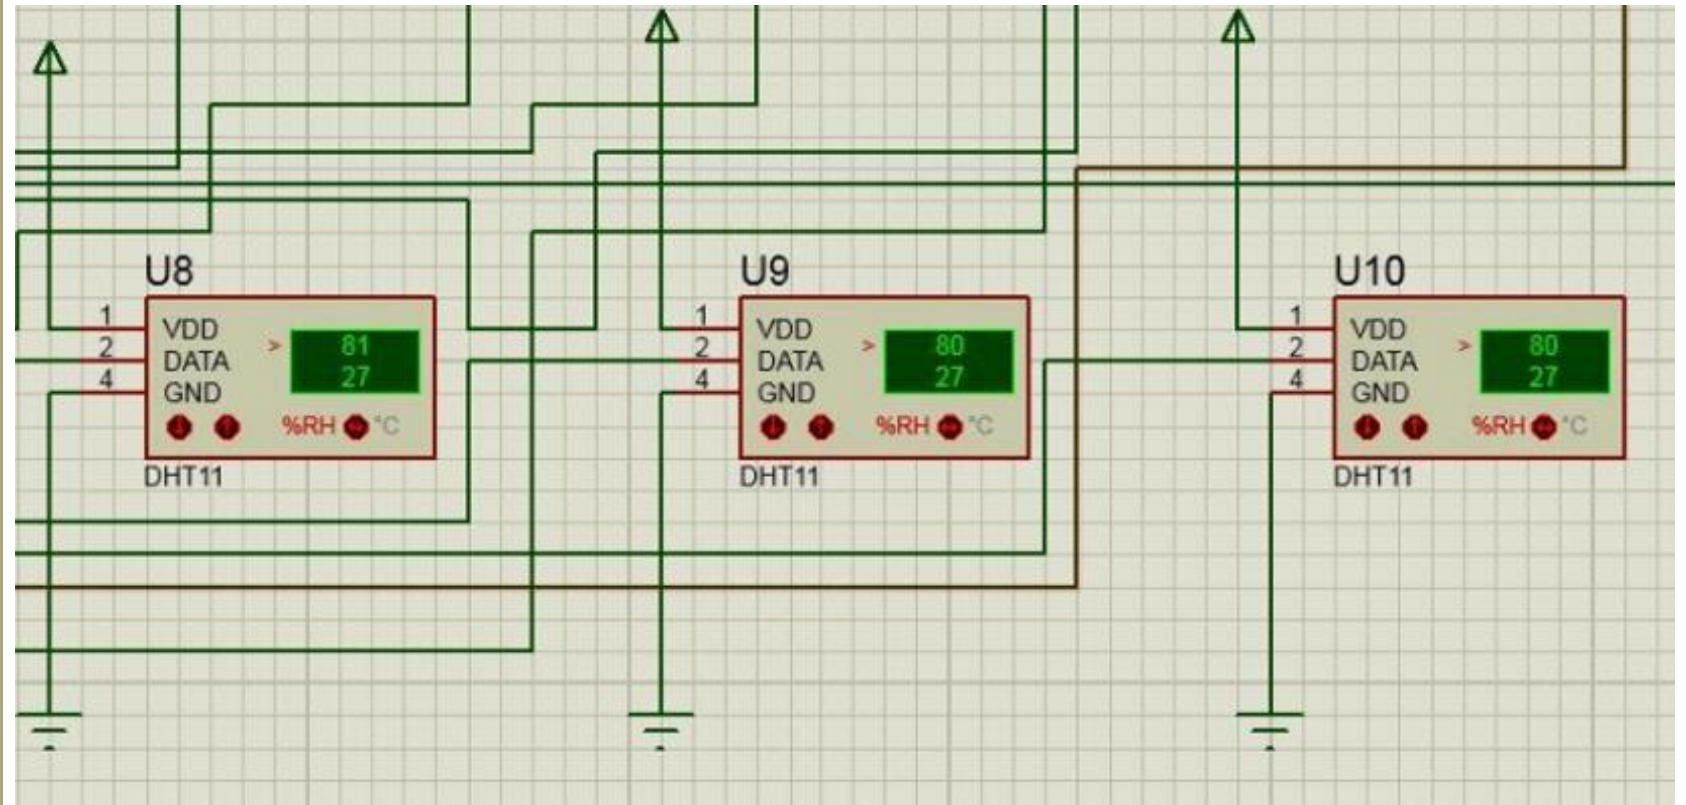 U8
1 VDD
2 DATA
4 GND
> 81
27
%RH °C
DHT11
U9
1 VDD
2 DATA
4 GND
> 80
27
%RH °C
DHT11
U10
1 VDD
2 DATA
4 GND
> 80
27
%RH °C
DHT11